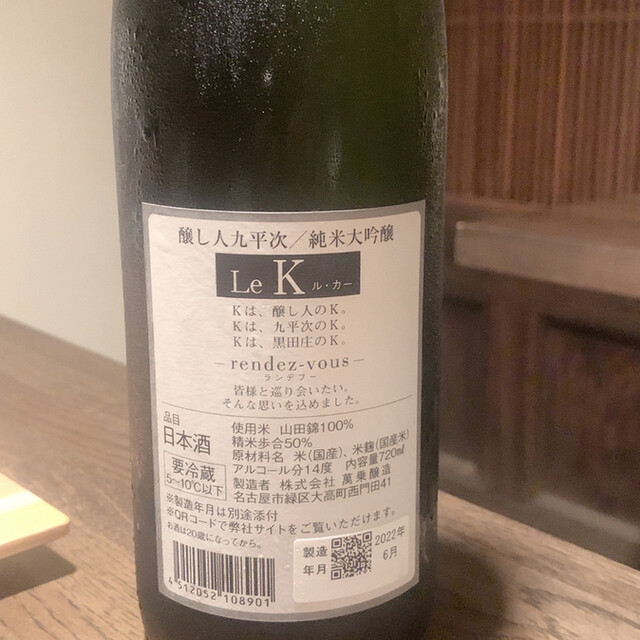 醸し人九平次/純米大吟醸
Le K ル・カー
Kは、醸し人のK。
Kは、九平次のK。
Kは、黒田庄のK。
rendez-vous
ランデブー
皆様と巡り会いたい。
そんな思いを込めました。
品目
日本酒
要冷蔵
5~10℃以下
使用米 山田錦100%
精米歩合50%
原材料名 米(国産)、米麹(国産米)
アルコール分14度 内容量720ml
製造者 株式会社 萬乗醸造
名古屋市緑区大高町西門田41
※製造年月は別途添付
※QRコードで弊社サイトをご覧いただけます。
お酒は20歳になってから。
4 512052 108901
製造年月
2022年6月